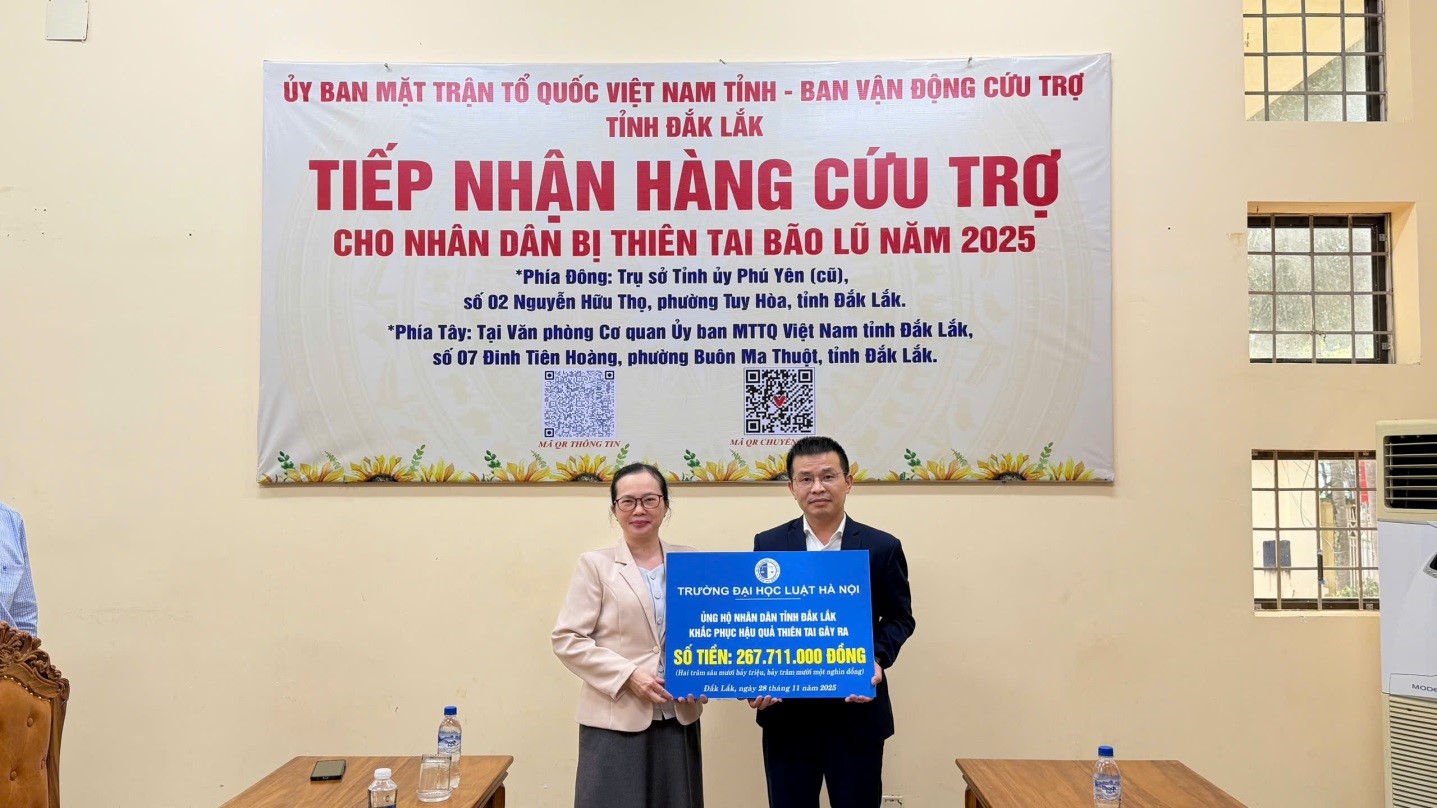 ỦY BAN MẶT TRẬN TỔ QUỐC VIỆT NAM TỈNH - BAN VẬN ĐỘNG CỨU TRỢ
TỈNH ĐẮK LẮK
TIẾP NHẬN HÀNG CỨU TRỢ
CHO NHÂN DÂN BỊ THIÊN TAI BÃO LŨ NĂM 2025
*Phía Đông: Trụ sở Tỉnh ủy Phú Yên (cũ),
số 02 Nguyễn Hữu Thọ, phường Tuy Hòa, tỉnh Đắk Lắk.
*Phía Tây: Tại Văn phòng Cơ quan Ủy ban MTTQ Việt Nam tỉnh Đắk Lắk,
số 07 Đinh Tiên Hoàng, phường Buôn Ma Thuột, tỉnh Đắk Lắk.
MÃ QR THÔNG TIN
MÃ QR CHUYỂN
TRƯỜNG ĐẠI HỌC LUẬT HÀ NỘI
ỦNG HỘ NHÂN DÂN TỈNH ĐẮK LẮK
KHẮC PHỤC HẬU QUẢ THIÊN TAI GÂY RA
SỐ TIỀN: 267.711.000 ĐỒNG
(Hai trăm sáu mươi bảy triệu, bảy trăm mười một nghìn đồng)
Đắk Lắk, ngày 28 tháng 11 năm 2025
MODE